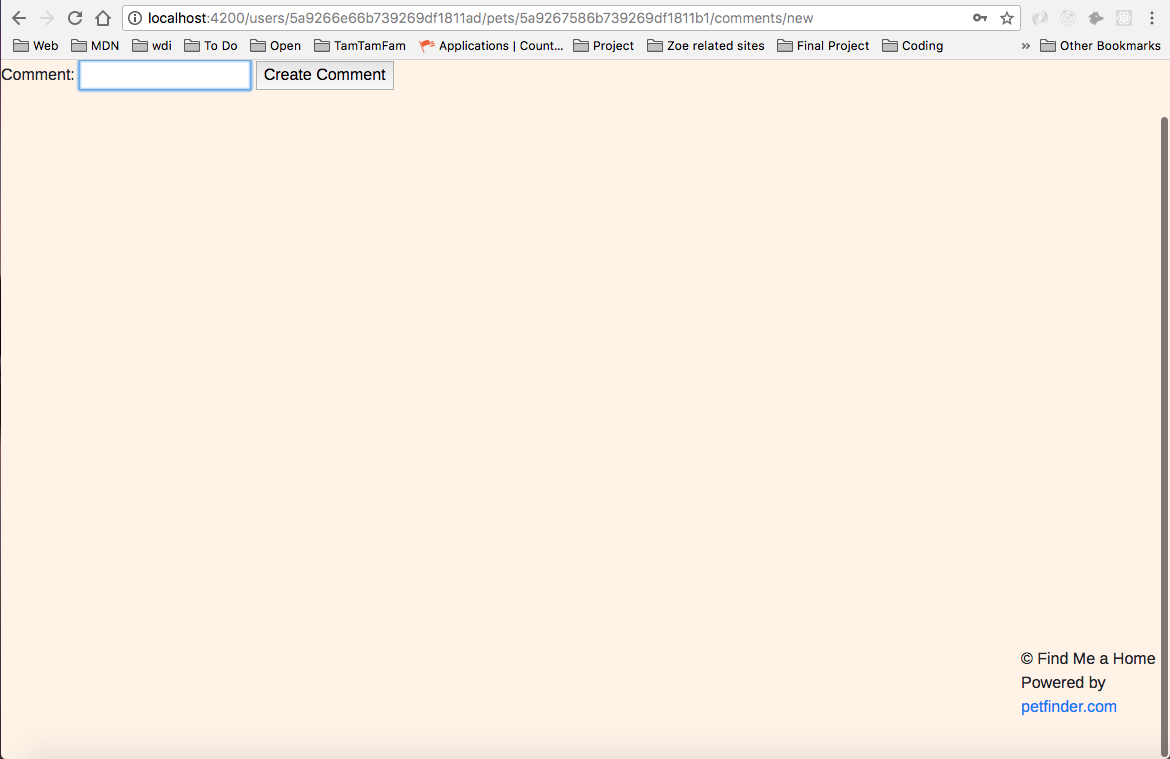 localhost:4200/users/5a9266e66b739269df1811ad/pets/5a9267586b739269df1811b1/comments/new
Web MDN wdi To Do Open TamTamFam Applications | Count... Project Zoe related sites Final Project Coding » Other Bookmarks
Comment: Create Comment
© Find Me a Home
Powered by
petfinder.com